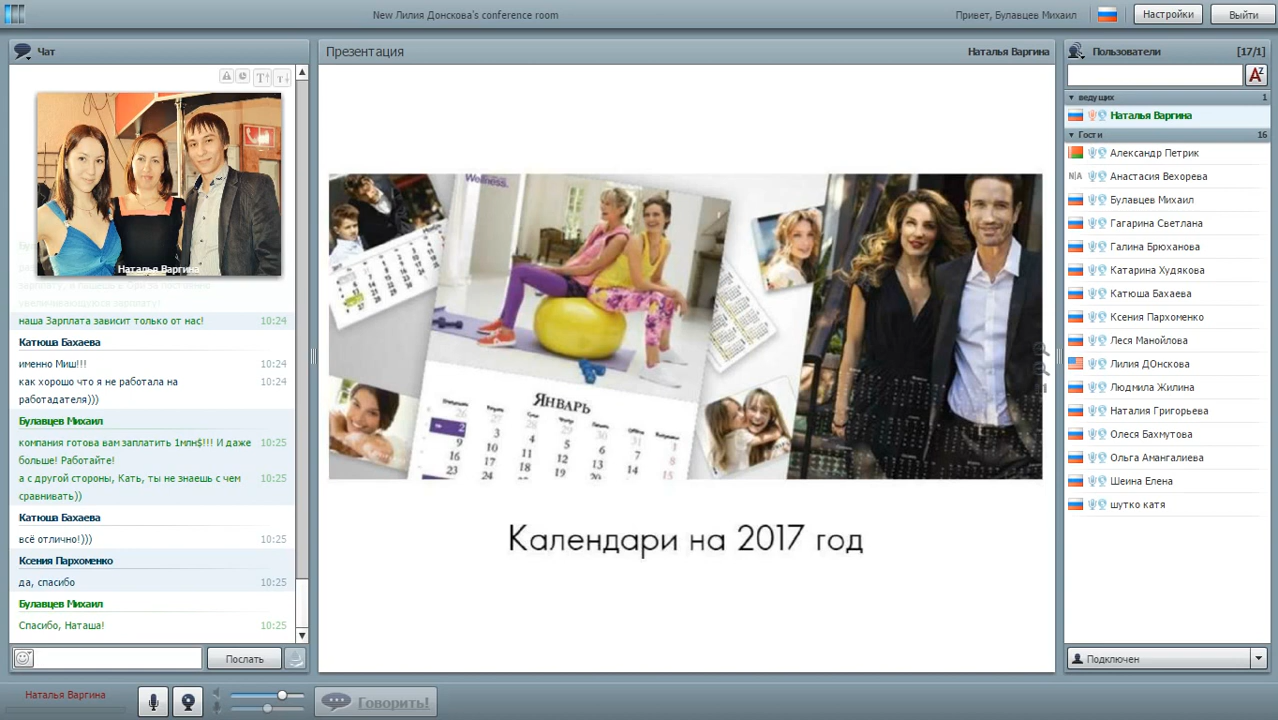 New Лилия Донскова's conference room
Привет, Булавцев Михаил
Настройки
Выйти
Чат
Наталья Варгина
наша Зарплата зависит только от нас! 10:24
Катюша Бахаева
именно Миш!!! 10:24
как хорошо что я не работала на 10:24
работадателя)))
Булавцев Михаил
компания готова вам заплатить 1млн$!!! И даже 10:25
больше! Работайте!
а с другой стороны, Кать, ты не знаешь с чем 10:25
сравнивать))
Катюша Бахаева
всё отлично!))) 10:25
Ксения Пархоменко
да, спасибо 10:25
Булавцев Михаил
Спасибо, Наташа! 10:25
Послать
Презентация
Наталья Варгина
Wellness
Январь
Календари на 2017 год
Пользователи [17/1]
ведущих 1
Наталья Варгина
Гости 16
Александр Петрик
N|A Анастасия Вехорева
Булавцев Михаил
Гагарина Светлана
Галина Брюханова
Катарина Худякова
Катюша Бахаева
Ксения Пархоменко
Леся Манойлова
Лилия ДОнскова
Людмила Жилина
Наталия Григорьева
Олеся Бахмутова
Ольга Амангалиева
Шеина Елена
шутко катя
Подключен
Наталья Варгина
Говорить!